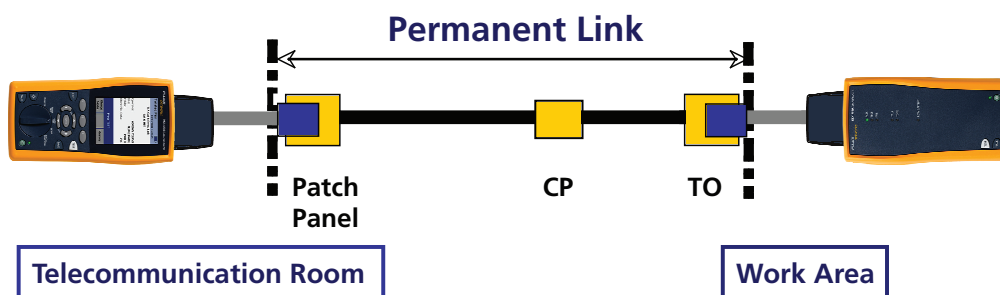 Permanent Link
Patch
Panel
CP
TO
Telecommunication Room
Work Area